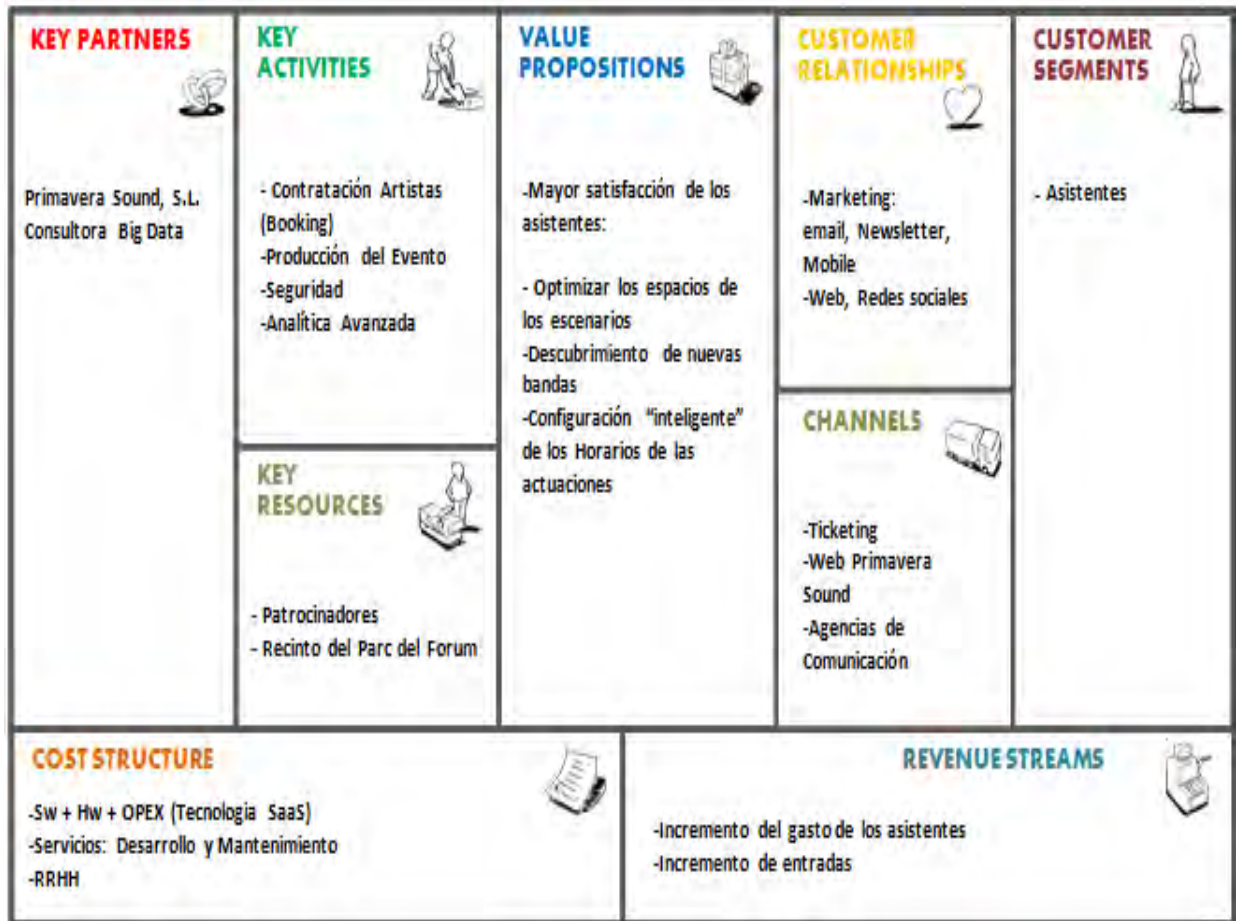 KEY PARTNERS
Primavera Sound, S.L.
Consultora Big Data
KEY
ACTIVITIES
- Contratación Artistas
(Booking)
-Producción del Evento
-Seguridad
-Analítica Avanzada
KEY
RESOURCES
- Patrocinadores
- Recinto del Parc del Forum
VALUE
PROPOSITIONS
-Mayor satisfacción de los
asistentes:
- Optimizar los espacios de
los escenarios
-Descubrimiento de nuevas
bandas
-Configuración "inteligente"
de los Horarios de las
actuaciones
CUSTOMER
RELATIONSHIPS
-Marketing:
email, Newsletter,
Mobile
-Web, Redes sociales
CHANNELS
-Ticketing
-Web Primavera
Sound
-Agencias de
Comunicación
CUSTOMER
SEGMENTS
- Asistentes
COST STRUCTURE
-Sw + Hw + OPEX (Tecnologia SaaS)
-Servicios: Desarrollo y Mantenimiento
-RRHH
REVENUE STREAMS
-Incremento del gasto de los asistentes
-Incremento de entradas